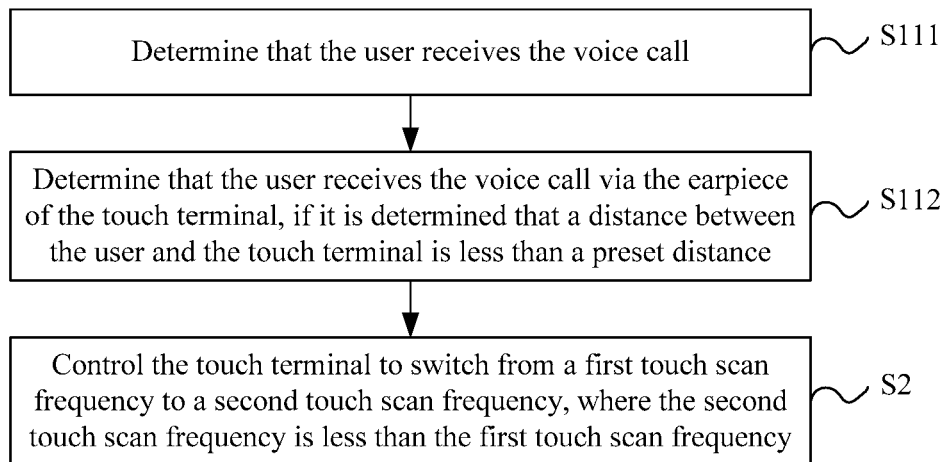 Determine that the user receives the voice call
S111
Determine that the user receives the voice call via the earpiece
of the touch terminal, if it is determined that a distance between
the user and the touch terminal is less than a preset distance
S112
Control the touch terminal to switch from a first touch scan
frequency to a second touch scan frequency, where the second
touch scan frequency is less than the first touch scan frequency
S2